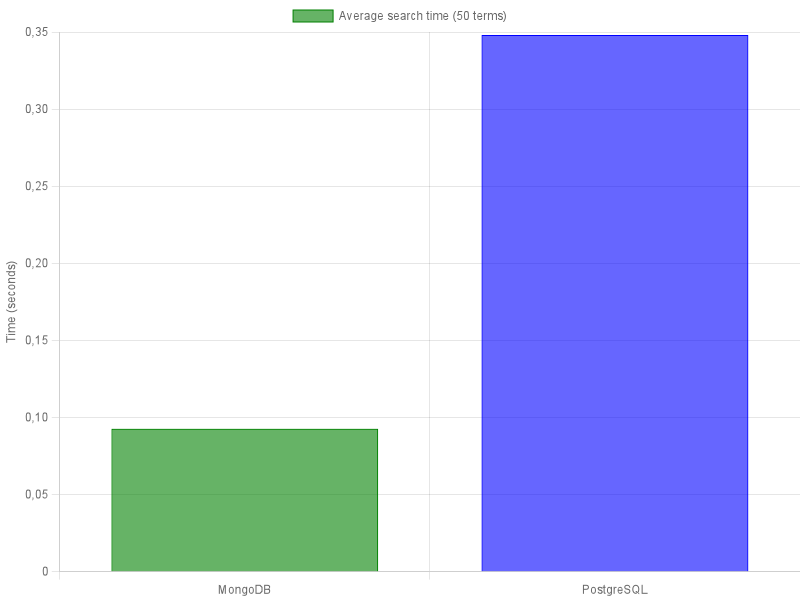 Average search time (50 terms)
0,35
0,30
0,25
0,20
0,15
0,10
0,05
0
Time (seconds)
MongoDB
PostgreSQL